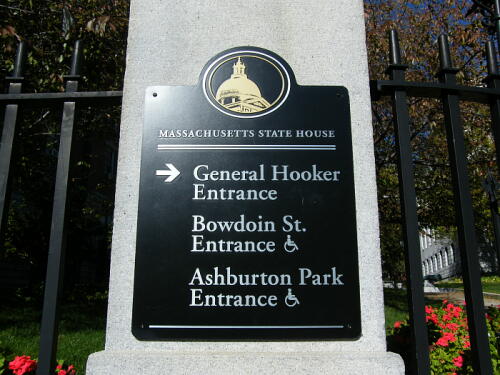 MASSACHUSETTS STATE HOUSE
→ General Hooker
Entrance
Bowdoin St.
Entrance ♿
Ashburton Park
Entrance ♿